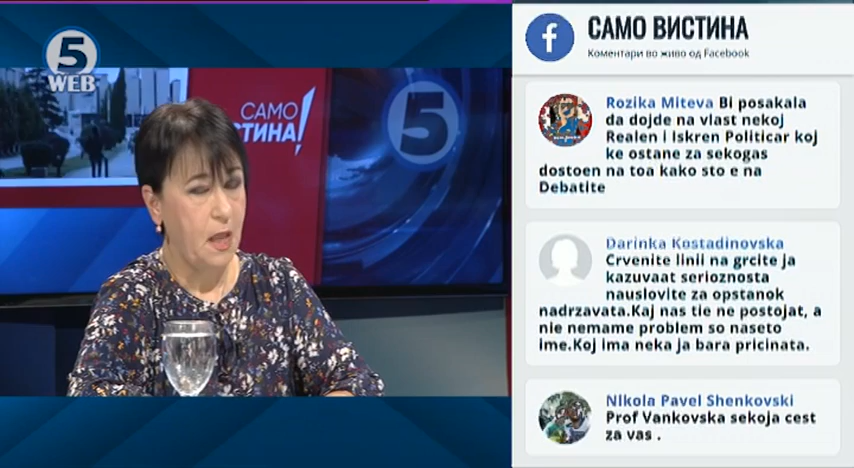 5
WEB
САМО
ИСТИНА!
5
САМО ВИСТИНА
Коментари во живо од Facebook
Rozika Miteva Bi posakala
da dojde na vlast nekoj
Realen i Iskren Politicar koj
ke ostane za sekogas
dostoen na toa kako sto e na
Debatite
Darinka Kostadinovska
Crvenite linii na grcite ja
kazuvaat serioznosta
nauslovite za opstanok
nadrzavata.Kaj nas tie ne postojat, a
nie nemame problem so naseto
ime.Koj ima neka ja bara pricinata.
Nikola Pavel Shenkovski
Prof Vankovska sekoja cest
za vas .